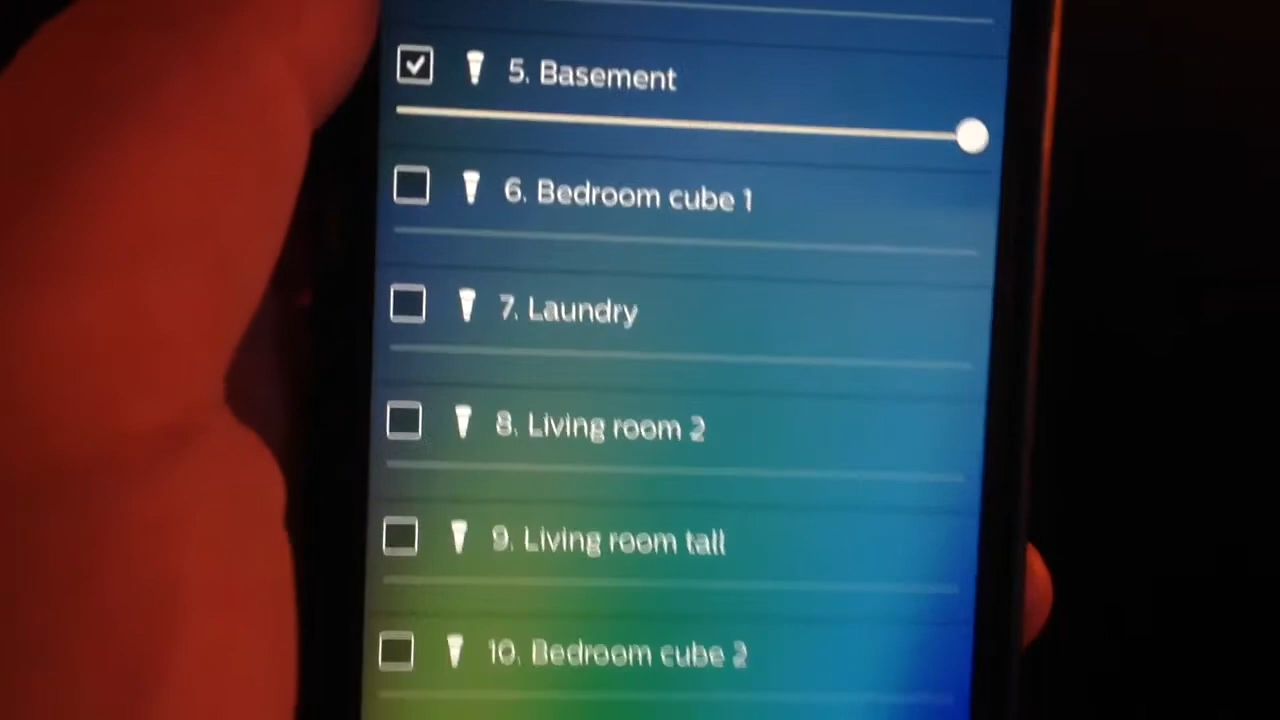 5. Basement
6. Bedroom cube 1
7. Laundry
8. Living room 2
9. Living room tall
10. Bedroom cube 2